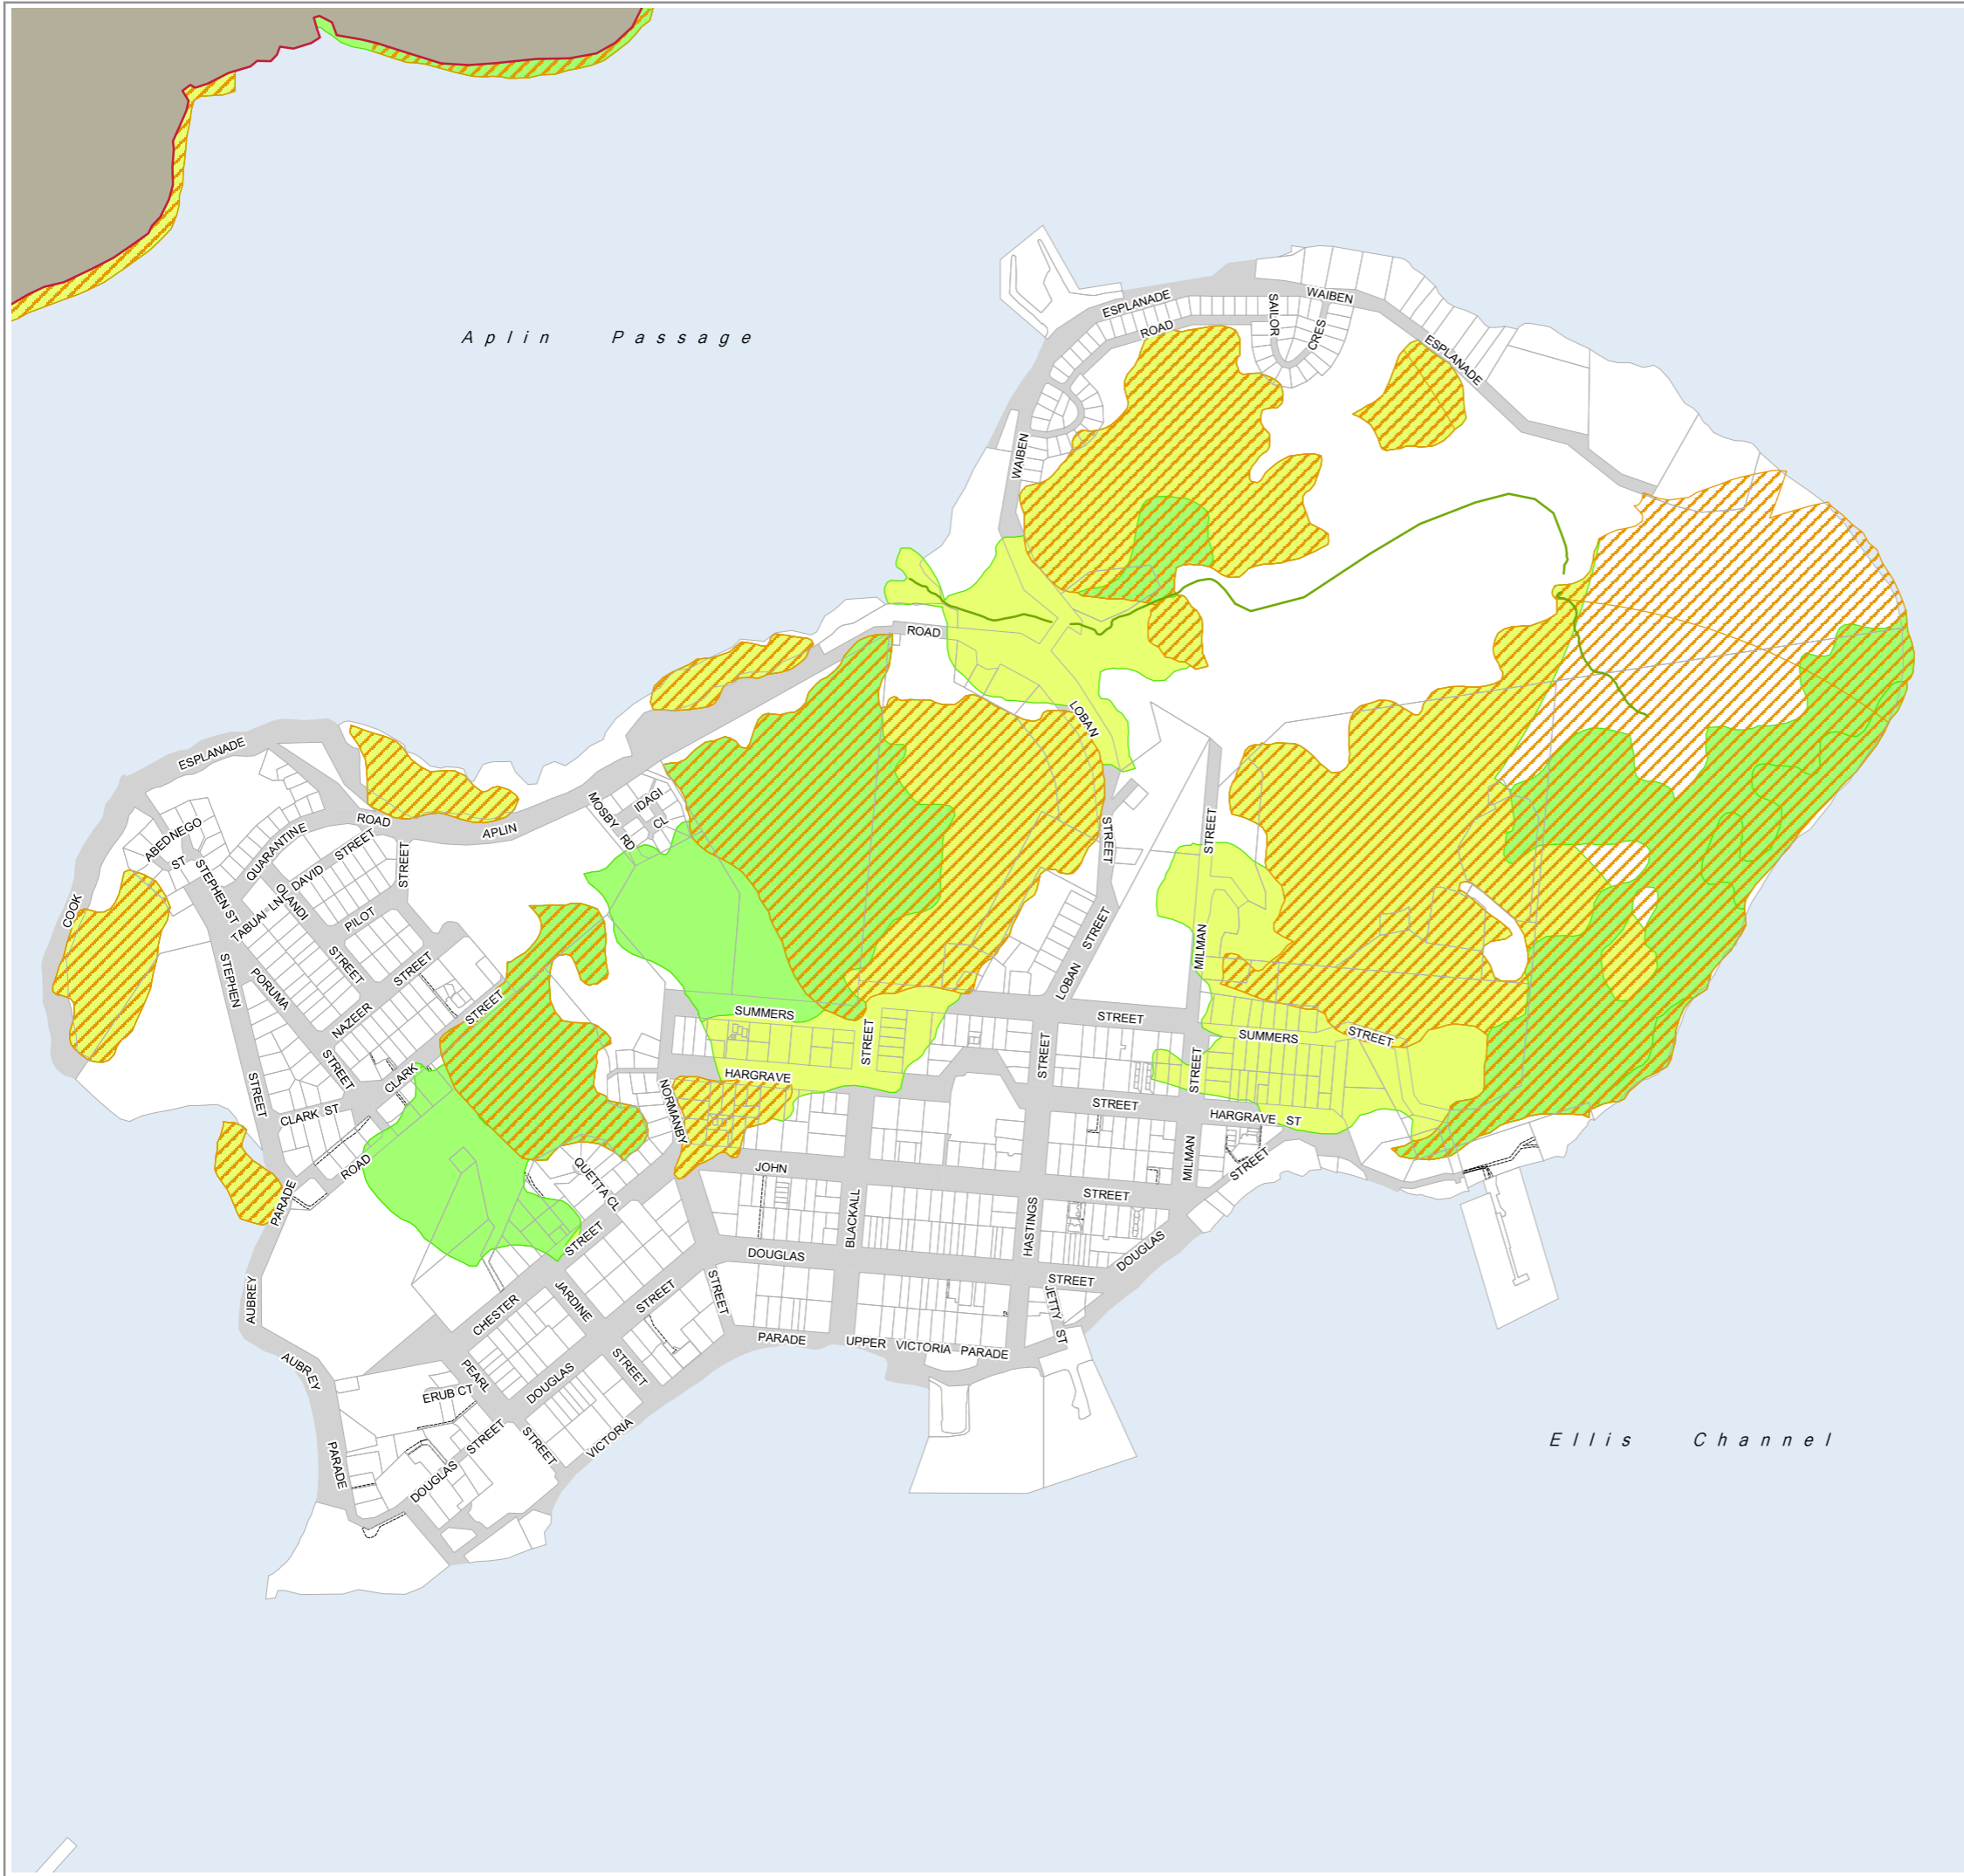 Aplin Passage
ESPLANADE
ROAD
SAILOR
CRES
WAIBEN
ESPLANADE
WAIBEN
ROAD
LOBAN
STREET
ESPLANADE
ROAD
APLIN
MOSBY RD
IDAGI
CL
STREET
ABEDNEGO
ST
QUARANTINE
DAVID STREET
STREET
STEPHEN ST
OLANDI
STREET
TABUAI LN
PILOT
COOK
STEPHEN
STREET
PORUMA
STREET
NAZEER STREET
CLARK STREET
CLARK ST
LOBAN STREET
MILMAN
SUMMERS
STREET
STREET
STREET
SUMMERS
STREET
STREET
STREET
HARGRAVE
STREET
HARGRAVE ST
NORMANBY
STREET
MILMAN
STREET
JOHN
STREET
QUETTA CL
ROAD
PARADE
AUBREY
BLACKALL
HASTINGS
DOUGLAS
DOUGLAS
STREET
JETTY ST
CHESTER
STREET
JARDINE
STREET
DOUGLAS
STREET
PARADE
UPPER VICTORIA PARADE
VICTORIA
AUBREY
PARADE
PEARL
STREET
ERUB CT
DOUGLAS
STREET
Ellis Channel